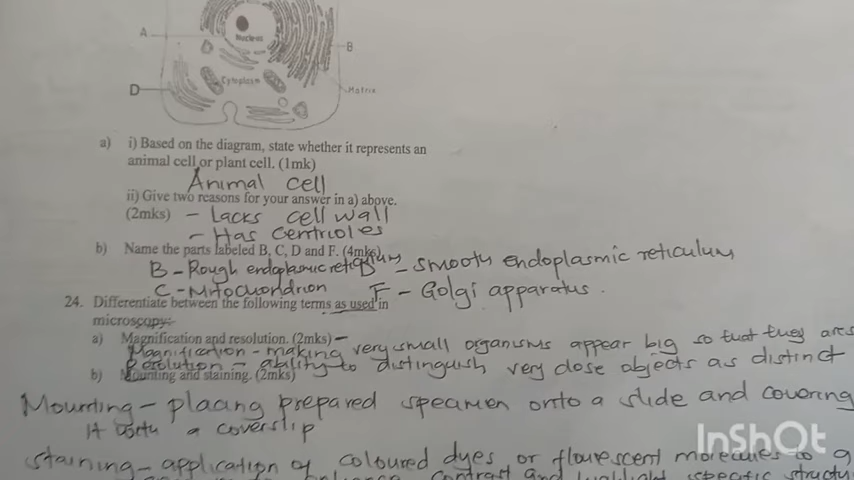 Nucleus
A
B
Cytoplasm
D
Matrix
a) i) Based on the diagram, state whether it represents an
animal cell or plant cell. (1mk)
Animal cell
ii) Give two reasons for your answer in a) above.
(2mks) - Lacks cell wall
- Has centrioles
b) Name the parts labeled B, C, D and F. (4mks)
B - Rough endoplasmic reticulum D - smooth endoplasmic reticulum
C - Mitochondrion F - Golgi apparatus.
24. Differentiate between the following terms as used in
microscopy:-
a) Magnification and resolution. (2mks) -
Magnification - making very small organisms appear big so that they are s
Resolution - ability to distinguish very close objects as distinct
b) Mounting and staining. (2mks)
Mounting - placing prepared specimen onto a slide and covering
it with a coverslip
InShOt
staining - application of coloured dyes or flourescent molecules to
contrast and highlight specific